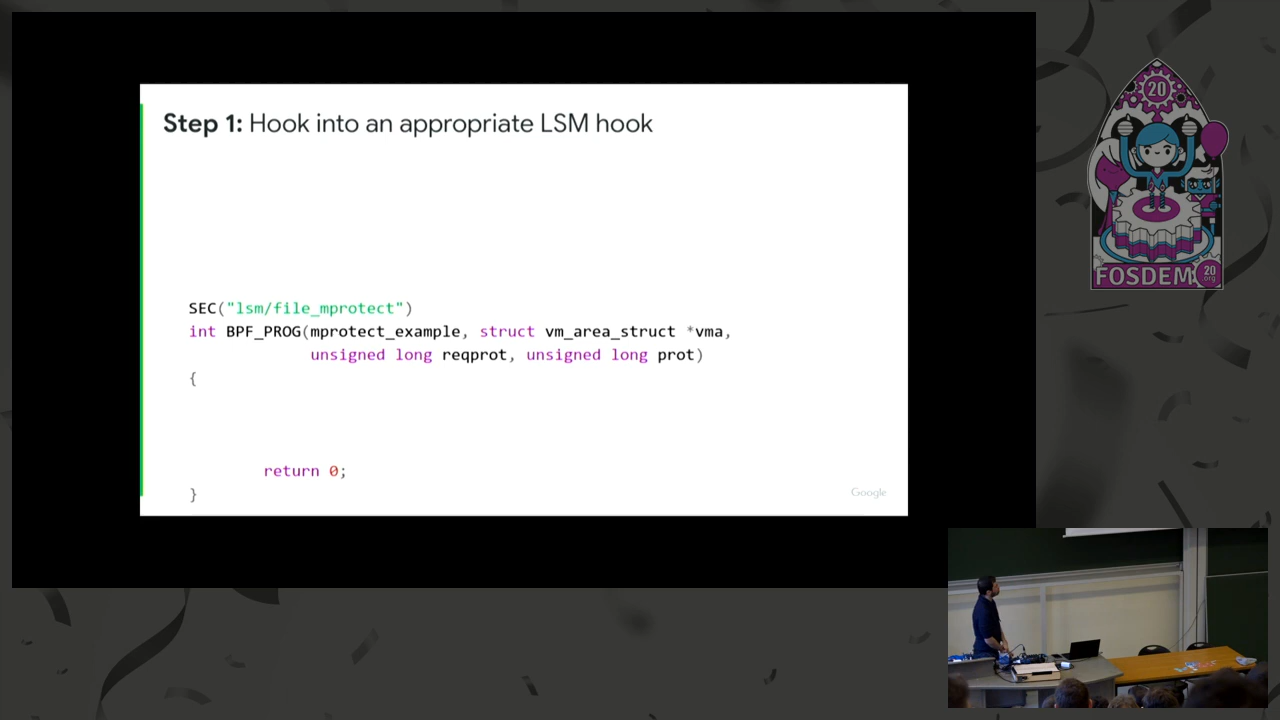 Step 1: Hook into an appropriate LSM hook
SEC("lsm/file_mprotect")
int BPF_PROG(mprotect_example, struct vm_area_struct *vma,
unsigned long reqprot, unsigned long prot)
{
return 0;
}
Google
20
FOSDEM
20
.org